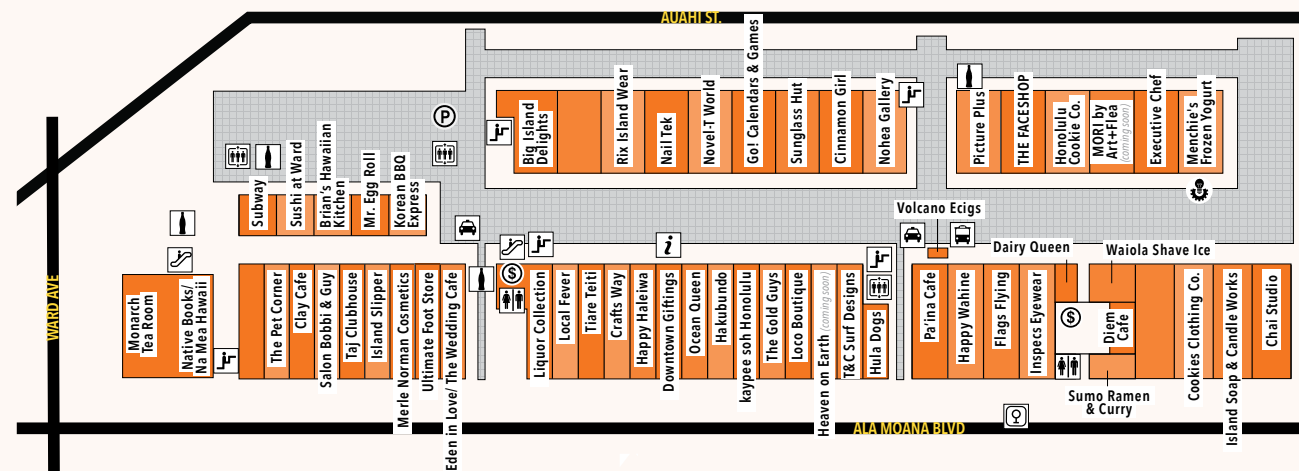 AUAHI ST.
WARD AVE
ALA MOANA BLVD
P
Big Island
Delights
Rix Island Wear
Nail Tek
Novel-T World
Go! Calendars & Games
Sunglass Hut
Cinnamon Girl
Nohea Gallery
Picture Plus
THE FACESHOP
Honolulu
Cookie Co.
MORI by
Art+Flea
(coming soon)
Executive Chef
Menchie's
Frozen Yogurt
Subway
Sushi at Ward
Brian's Hawaiian
Kitchen
Mr. Egg Roll
Korean BBQ
Express
Volcano Ecigs
Dairy Queen
Waiola Shave Ice
Monarch
Tea Room
Native Books/
Na Mea Hawaii
The Pet Corner
Clay Cafe
Salon Bobbi & Guy
Taj Clubhouse
Island Slipper
Merle Norman Cosmetics
Ultimate Foot Store
Eden in Love/ The Wedding Cafe
$
Liquor Collection
Local Fever
Tiare Teiti
Crafts Way
Happy Haleiwa
i
Downtown Giftings
Ocean Queen
Hakubundo
kaypee soh Honolulu
The Gold Guys
Loco Boutique
Heaven on Earth (coming soon)
T&C Surf Designs
Hula Dogs
Pa'ina Cafe
Happy Wahine
Flags Flying
Inspecs Eyewear
$
Diem
Cafe
Sumo Ramen
& Curry
Cookies Clothing Co.
Island Soap & Candle Works
Chai Studio